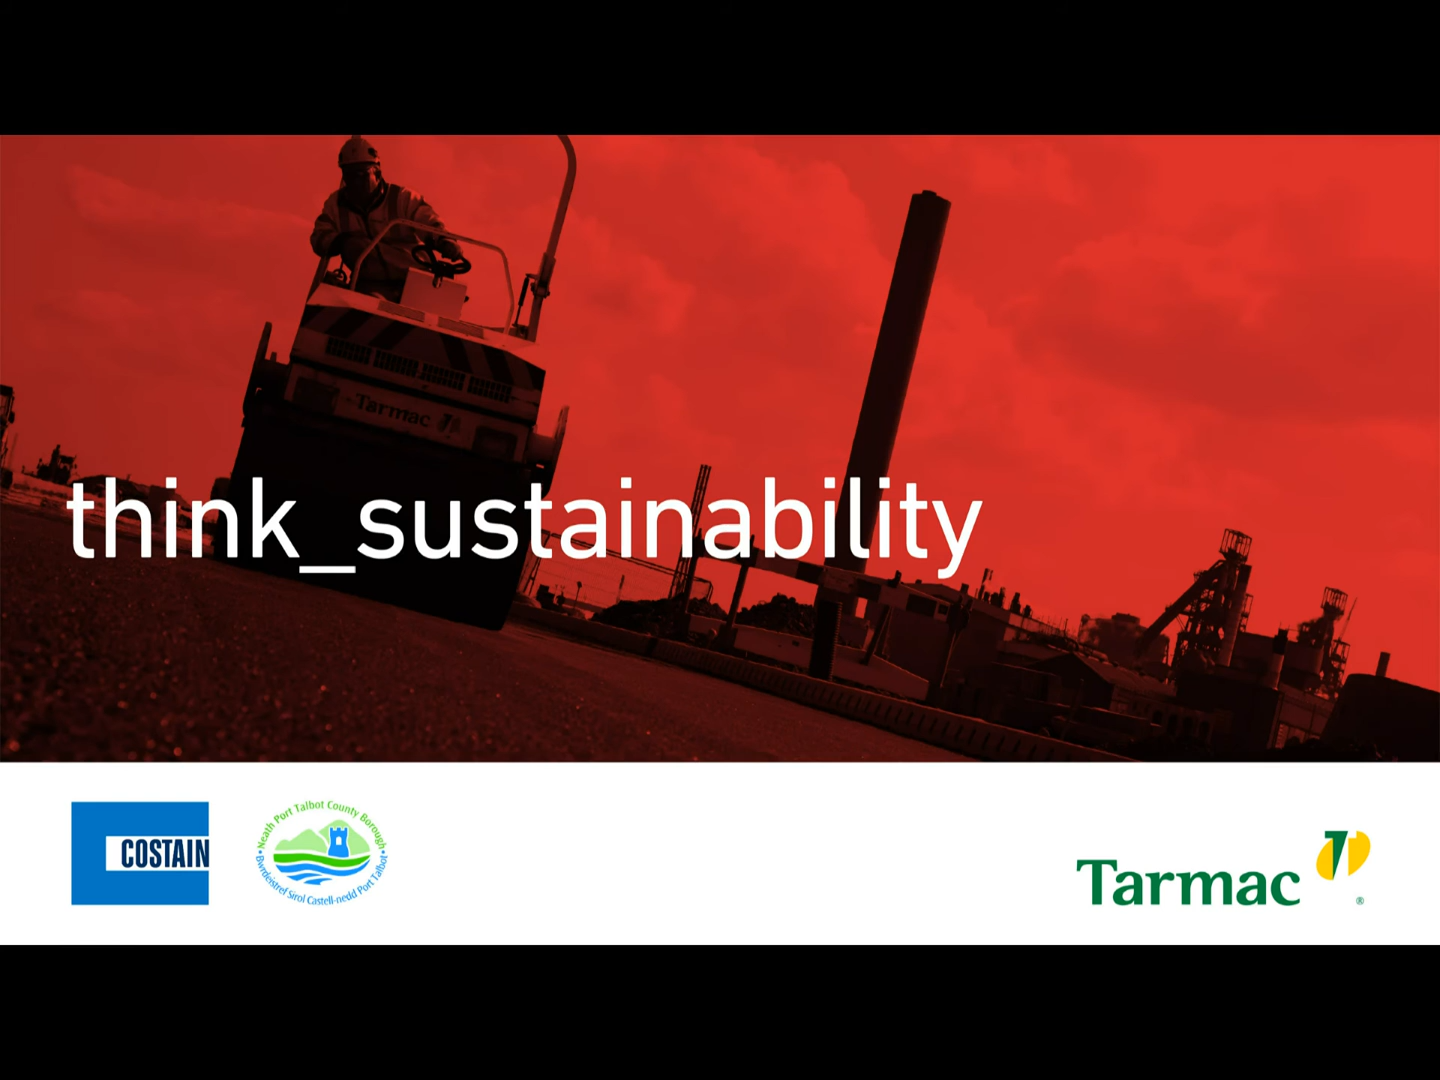 Tarmac
think_sustainability
COSTAIN
Neath Port Talbot County Borough
Bwrdeistref Sirol Castell-nedd Port Talbot
Tarmac
®